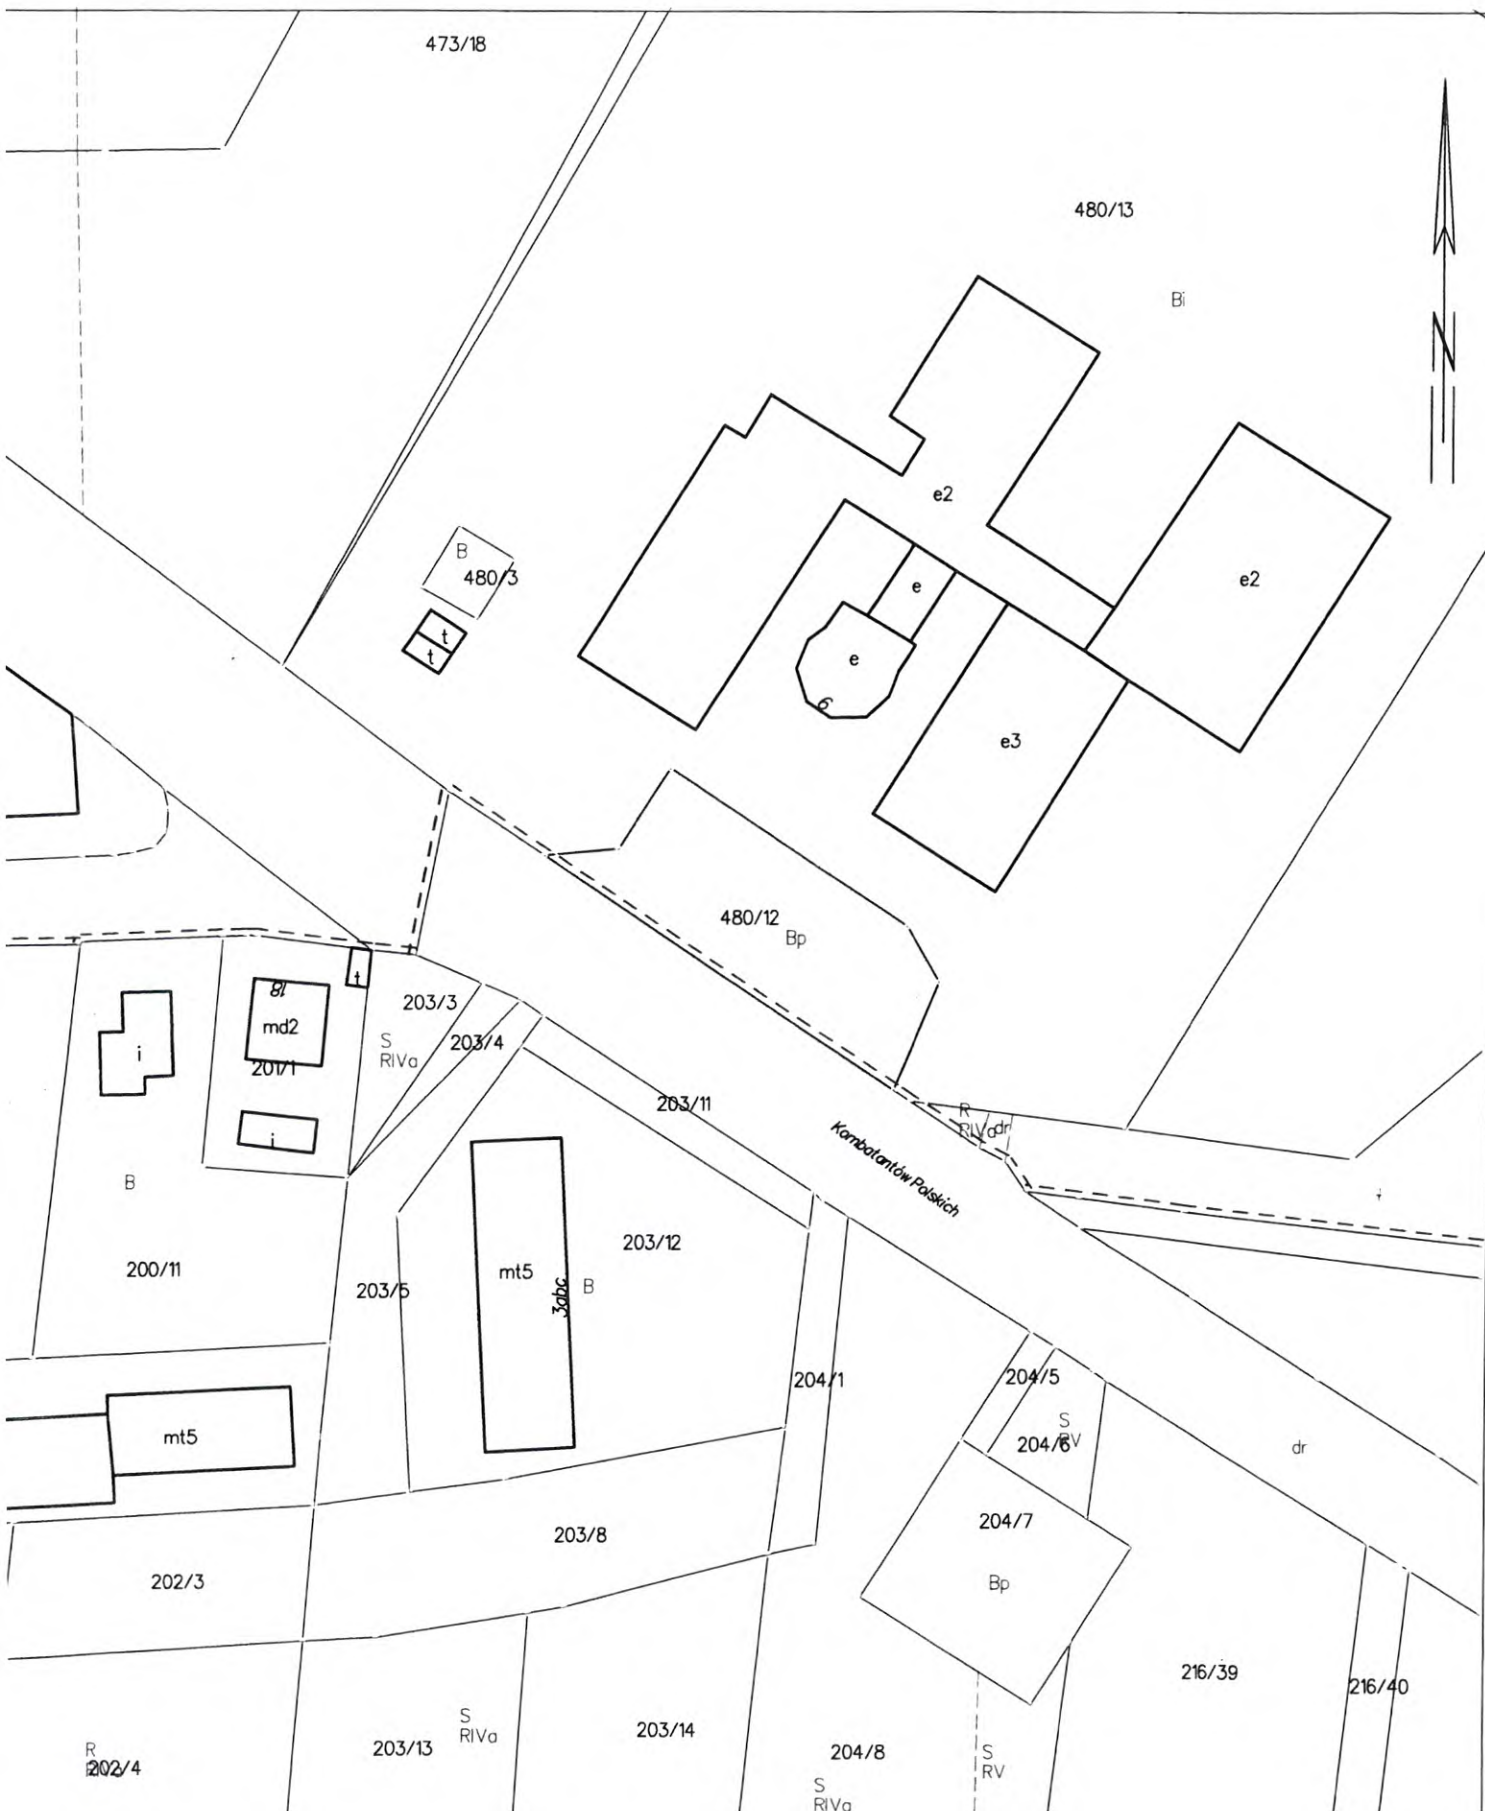 473/18
480/13
Bi
N
e2
B
480/3
e
e2
t
t
e
6
e3
480/12
Bp
18
md2
203/3
t
S
RIVa
203/4
i
201/1
203/11
R
RIVa
dr
Kombatantów Polskich
i
B
203/12
200/11
mt5
203/5
3abc
B
204/1
204/5
S
RV
204/6
mt5
dr
204/7
203/8
202/3
Bp
216/39
216/40
S
RIVa
203/14
203/13
204/8
S
RV
R
202/4
S
RIVa